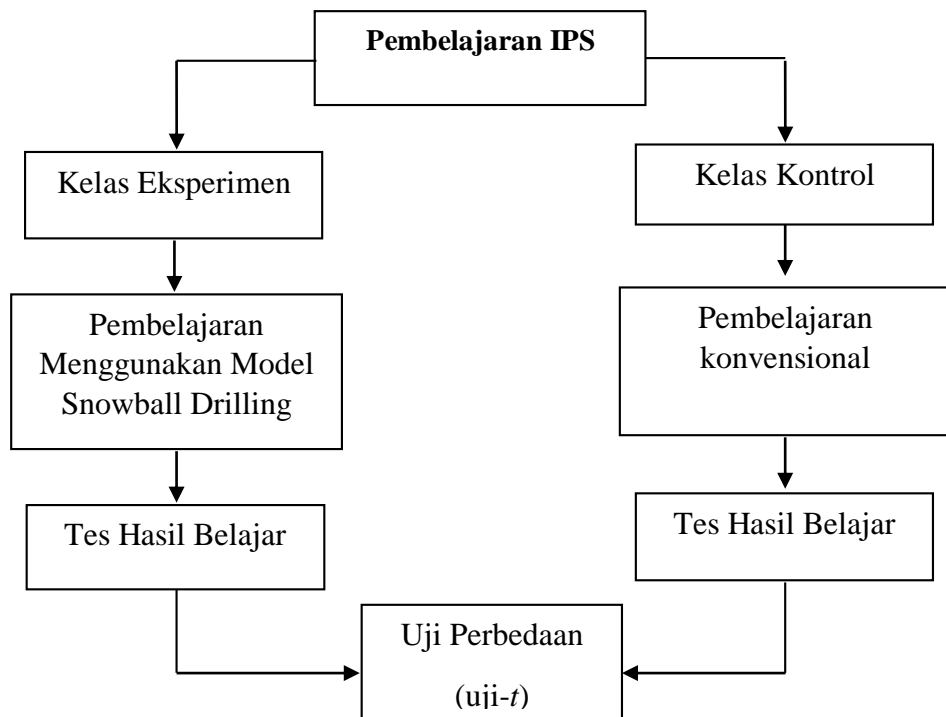 Pembelajaran IPS
Kelas Eksperimen
Kelas Kontrol
Pembelajaran
Menggunakan Model
Snowball Drilling
Pembelajaran
konvensional
Tes Hasil Belajar
Tes Hasil Belajar
Uji Perbedaan
(uji-t)